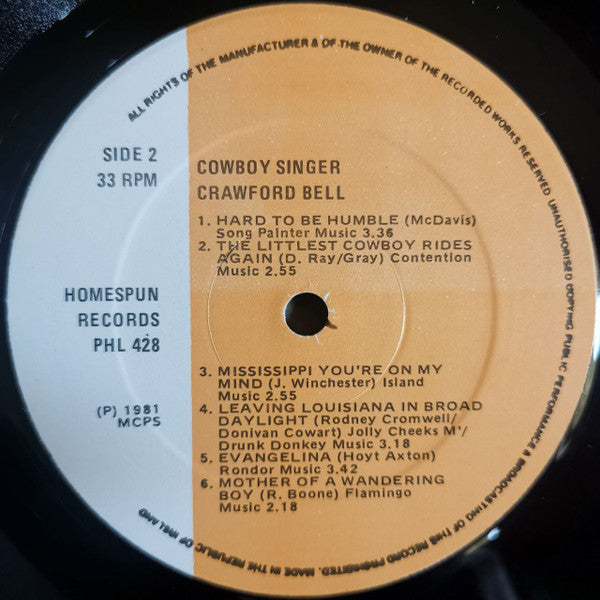 ALL RIGHTS OF THE MANUFACTURER & OF THE OWNER OF THE RECORDED WORKS RESERVED UNAUTHORISED COPYING PUBLIC PERFORMANCE & BROADCASTING OF THIS RECORD PROHIBITED. MADE IN THE REPUBLIC OF IRELAND
SIDE 2
33 RPM
HOMESPUN
RECORDS
PHL 428
(P) 1981
MCPS
COWBOY SINGER
CRAWFORD BELL
1. HARD TO BE HUMBLE (McDavis)
Song Painter Music 3.36
2. THE LITTLEST COWBOY RIDES
AGAIN (D. Ray/Gray) Contention
Music 2.55
3. MISSISSIPPI YOU'RE ON MY
MIND (J. Winchester) Island
Music 2.55
4. LEAVING LOUISIANA IN BROAD
DAYLIGHT (Rodney Cromwell/
Donivan Cowart) Jolly Cheeks M'/
Drunk Donkey Music 3.18
5. EVANGELINA (Hoyt Axton)
Rondor Music 3.42
6. MOTHER OF A WANDERING
BOY (R. Boone) Flamingo
Music 2.18